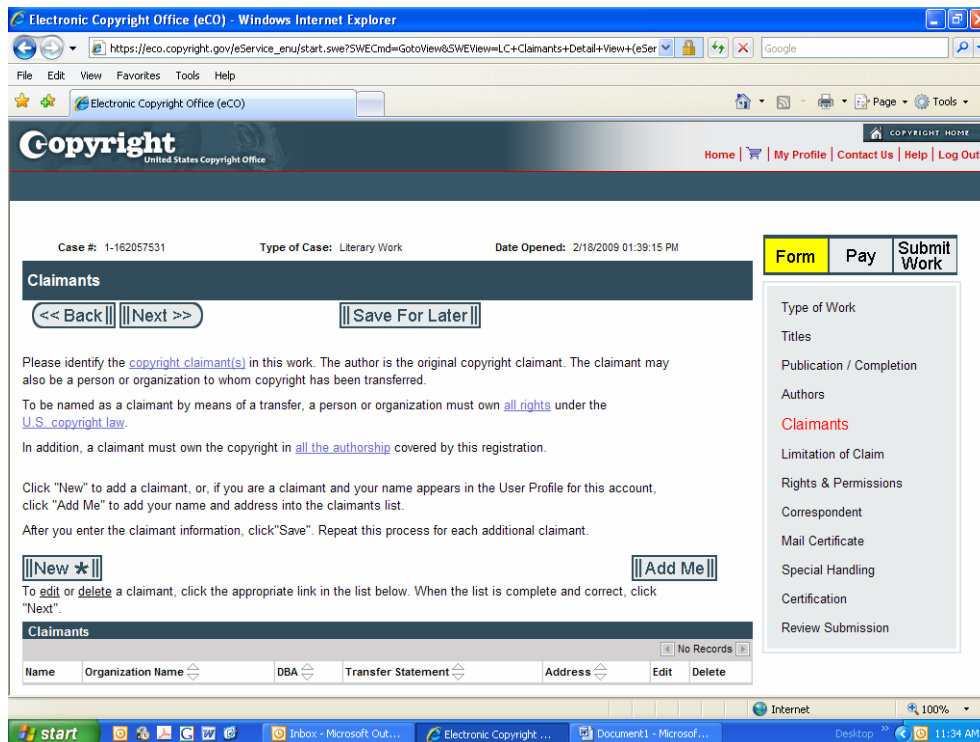 Electronic Copyright Office (eCO) - Windows Internet Explorer
https://eco.copyright.gov/eService_enu/start.swe?SWECmd=GotoView&SWEView=LC+Claimants+Detail+View+(eSer
Google
File Edit View Favorites Tools Help
Electronic Copyright Office (eCO)
Page Tools
Copyright
United States Copyright Office
COPYRIGHT HOME
Home | My Profile | Contact Us | Help | Log Out
Case #: 1-162057531 Type of Case: Literary Work Date Opened: 2/18/2009 01:39:15 PM
Form Pay Submit Work
Claimants
<< Back Next >> Save For Later
Please identify the copyright claimant(s) in this work. The author is the original copyright claimant. The claimant may
also be a person or organization to whom copyright has been transferred.
To be named as a claimant by means of a transfer, a person or organization must own all rights under the
U.S. copyright law.
In addition, a claimant must own the copyright in all the authorship covered by this registration.
Click "New" to add a claimant, or, if you are a claimant and your name appears in the User Profile for this account,
click "Add Me" to add your name and address into the claimants list.
After you enter the claimant information, click"Save". Repeat this process for each additional claimant.
New * Add Me
To edit or delete a claimant, click the appropriate link in the list below. When the list is complete and correct, click
"Next".
Claimants
No Records
Name Organization Name DBA Transfer Statement Address Edit Delete
Type of Work
Titles
Publication / Completion
Authors
Claimants
Limitation of Claim
Rights & Permissions
Correspondent
Mail Certificate
Special Handling
Certification
Review Submission
Internet 100%
start Inbox - Microsoft Out... Electronic Copyright ... Document1 - Microsof... Desktop 11:34 AM